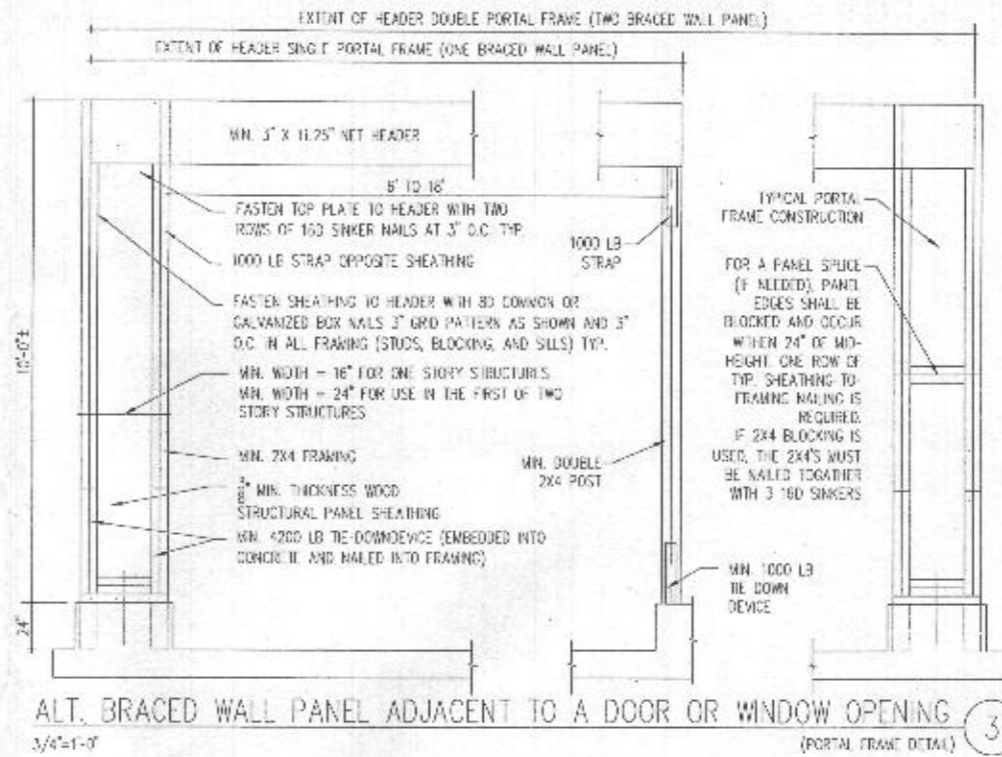 EXTENT OF HEADER DOUBLE PORTAL FRAME (TWO BRACED WALL PANEL)
EXTENT OF HEADER SINGLE PORTAL FRAME (ONE BRACED WALL PANEL)
MIN. 3" X 11.25" NET HEADER
6' TO 18'
FASTEN TOP PLATE TO HEADER WITH TWO
ROWS OF 16D SINKER NAILS AT 3" O.C. TYP.
1000 LB STRAP OPPOSITE SHEATHING
FASTEN SHEATHING TO HEADER WITH 8D COMMON OR
GALVANIZED BOX NAILS 3" GRID PATTERN AS SHOWN AND 3"
O.C. IN ALL FRAMING (STUDS, BLOCKING, AND SILLS) TYP.
MIN. WIDTH = 16" FOR ONE STORY STRUCTURES
MIN. WIDTH = 24" FOR USE IN THE FIRST OF TWO
STORY STRUCTURES
MIN. 2X4 FRAMING
3/8" MIN. THICKNESS WOOD
STRUCTURAL PANEL SHEATHING
MIN. 4200 LB TIE-DOWNDEVICE (EMBEDDED INTO
CONCRETE AND NAILED INTO FRAMING)
10'-0"±
24"
1000 LB
STRAP
MIN. DOUBLE
2X4 POST
MIN. 1000 LB
TIE DOWN
DEVICE
TYPICAL PORTAL
FRAME CONSTRUCTION
FOR A PANEL SPLICE
(IF NEEDED), PANEL
EDGES SHALL BE
BLOCKED AND OCCUR
WITHEN 24" OF MID-
HEIGHT. ONE ROW OF
TYP. SHEATHING-TO-
FRAMING NAILING IS
REQUIRED.
IF 2X4 BLOCKING IS
USED, THE 2X4'S MUST
BE NAILED TOGATHER
WITH 3 16D SINKERS
ALT. BRACED WALL PANEL ADJACENT TO A DOOR OR WINDOW OPENING
3
3/4"=1'-0"
(PORTAL FRAME DETAIL)